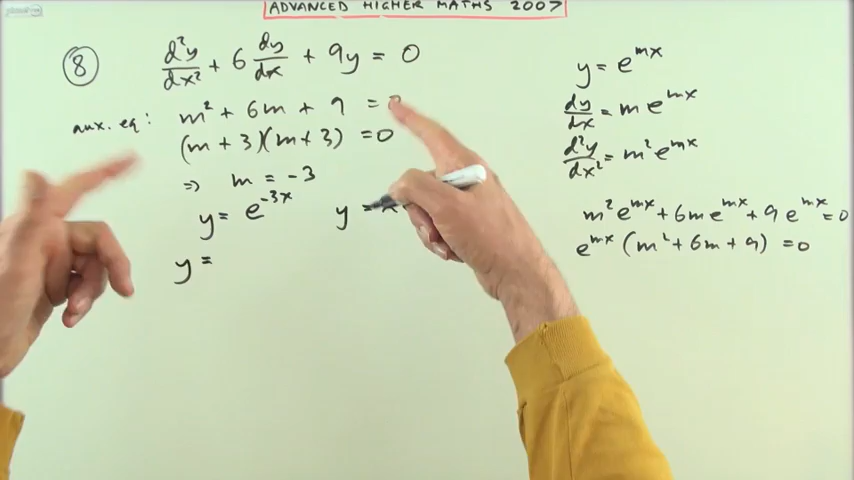 ADVANCED HIGHER MATHS 2007
8 d²y/dx² + 6 dy/dx + 9y = 0
aux. eq: m² + 6m + 9 = 0
(m + 3)(m + 3) = 0
⇒ m = -3
y = e^-3x y = x
y =
y = e^mx
dy/dx = me^mx
d²y/dx² = m²e^mx
m²e^mx + 6me^mx + 9e^mx = 0
e^mx (m² + 6m + 9) = 0